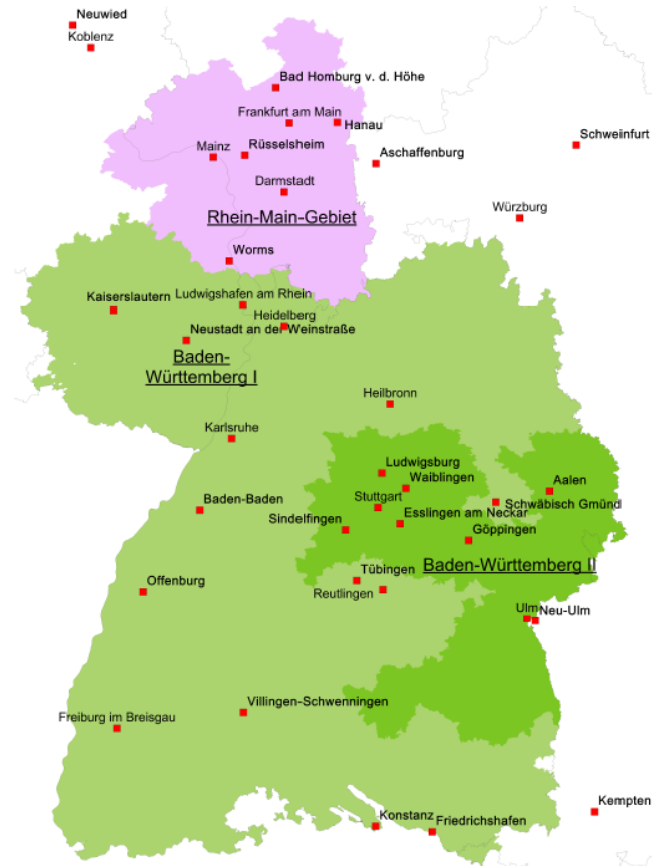 Neuwied
Koblenz
Bad Homburg v. d. Höhe
Frankfurt am Main
Hanau
Schweiinfurt
Mainz
Rüsselsheim
Aschaffenburg
Darmstadt
Würzburg
Rhein-Main-Gebiet
Worms
Kaiserslautern
Ludwigshafen am Rhein
Heidelberg
Neustadt an der Weinstraße
Baden-
Württemberg I
Heilbronn
Karlsruhe
Ludwigsburg
Waiblingen
Aalen
Baden-Baden
Stuttgart
Schwäbisch Gmünd
Sindelfingen
Esslingen am Neckar
Göppingen
Baden-Württemberg II
Tübingen
Offenburg
Reutlingen
Ulm
Neu-Ulm
Villingen-Schwenningen
Freiburg im Breisgau
Kempten
Konstanz
Friedrichshafen